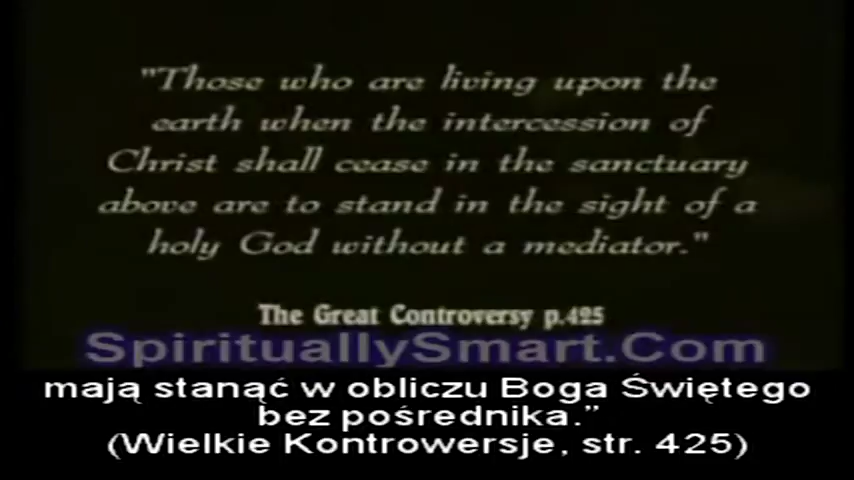 "Those who are living upon the
earth when the intercession of
Christ shall cease in the sanctuary
above are to stand in the sight of a
holy God without a mediator."
The Great Controversy p.425
SpirituallySmart.Com
mają stanąć w obliczu Boga Świętego
bez pośrednika.”
(Wielkie Kontrowersje, str. 425)